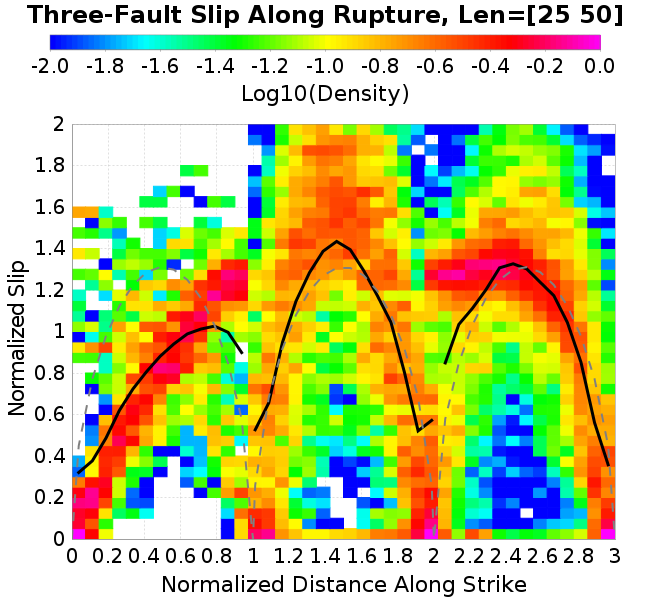 Three-Fault Slip Along Rupture, Len=[25 50]
-2.0 -1.8 -1.6 -1.4 -1.2 -1.0 -0.8 -0.6 -0.4 -0.2 0.0
Log10(Density)
2
1.8
1.6
1.4
1.2
1
0.8
0.6
0.4
0.2
0
Normalized Slip
0 0.2 0.4 0.6 0.8 1 1.2 1.4 1.6 1.8 2 2.2 2.4 2.6 2.8 3
Normalized Distance Along Strike